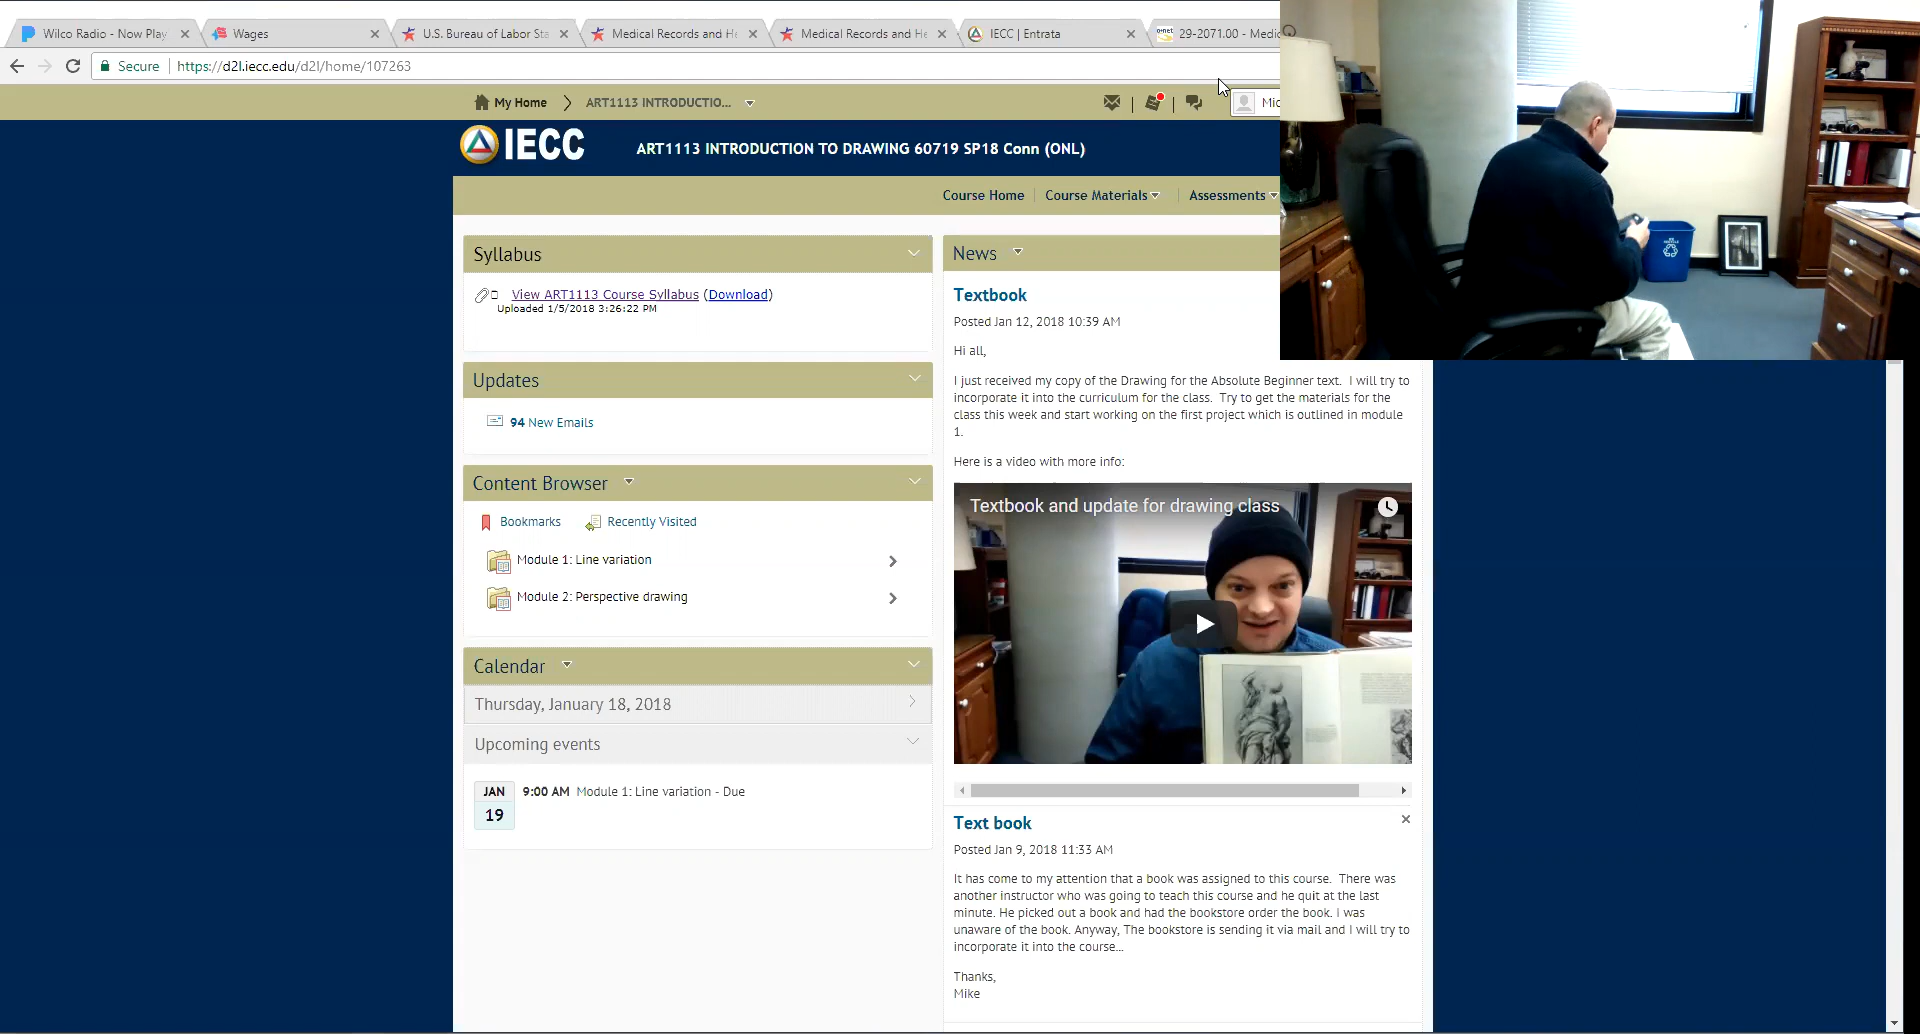 Wilco Radio - Now Play
Wages
U.S. Bureau of Labor Sta
Medical Records and He
Medical Records and He
IECC | Entrata
29-2071.00 - Medic
Secure
https://d2l.iecc.edu/d2l/home/107263
My Home
ART1113 INTRODUCTIO...
Mic
IECC
ART1113 INTRODUCTION TO DRAWING 60719 SP18 Conn (ONL)
Course Home
Course Materials
Assessments
Syllabus
View ART1113 Course Syllabus (Download)
Uploaded 1/5/2018 3:26:22 PM
Updates
94 New Emails
Content Browser
Bookmarks
Recently Visited
Module 1: Line variation
Module 2: Perspective drawing
Calendar
Thursday, January 18, 2018
Upcoming events
JAN
19
9:00 AM Module 1: Line variation - Due
News
Textbook
Posted Jan 12, 2018 10:39 AM
Hi all,
I just received my copy of the Drawing for the Absolute Beginner text. I will try to
incorporate it into the curriculum for the class. Try to get the materials for the
class this week and start working on the first project which is outlined in module
1.
Here is a video with more info:
Textbook and update for drawing class
Text book
Posted Jan 9, 2018 11:33 AM
It has come to my attention that a book was assigned to this course. There was
another instructor who was going to teach this course and he quit at the last
minute. He picked out a book and had the bookstore order the book. I was
unaware of the book. Anyway, The bookstore is sending it via mail and I will try to
incorporate it into the course...
Thanks,
Mike